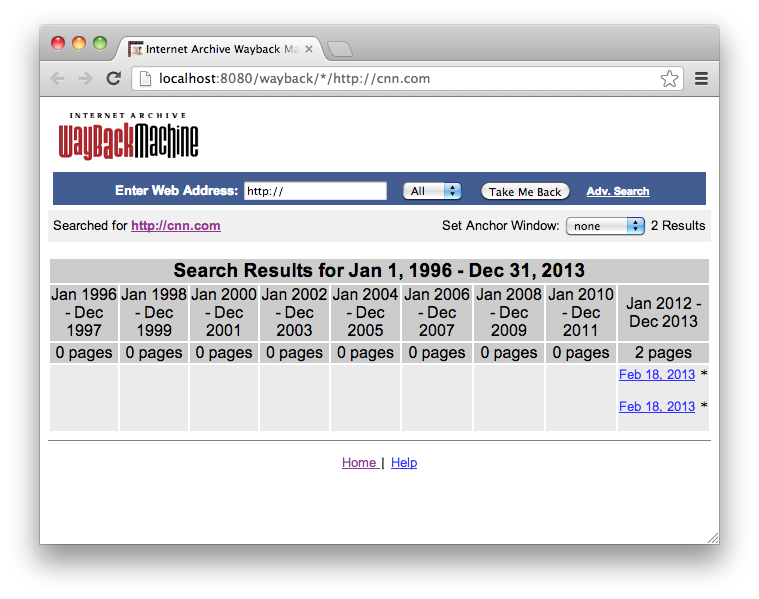 Internet Archive Wayback Ma
localhost:8080/wayback/*/http://cnn.com
INTERNET ARCHIVE
WayBackMachine
Enter Web Address: http:// All Take Me Back Adv. Search
Searched for http://cnn.com Set Anchor Window: none 2 Results
Search Results for Jan 1, 1996 - Dec 31, 2013
Jan 1996 - Dec 1997 Jan 1998 - Dec 1999 Jan 2000 - Dec 2001 Jan 2002 - Dec 2003 Jan 2004 - Dec 2005 Jan 2006 - Dec 2007 Jan 2008 - Dec 2009 Jan 2010 - Dec 2011 Jan 2012 - Dec 2013
0 pages 0 pages 0 pages 0 pages 0 pages 0 pages 0 pages 0 pages 2 pages
Feb 18, 2013 *
Feb 18, 2013 *
Home | Help